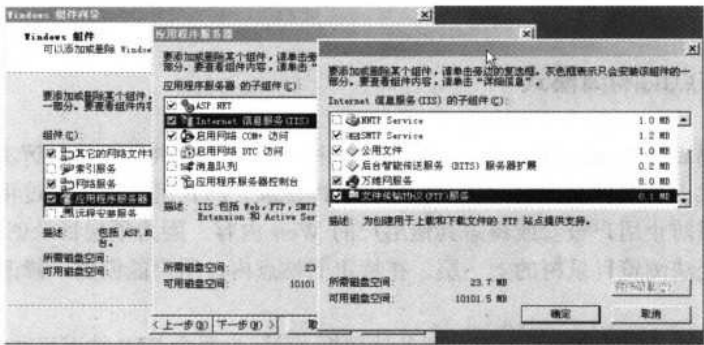 Windows 组件向导
Windows 组件
可以添加或删除 Window
要添加或删除某个组件,
一部分。要查看组件内容
组件(C):
其它的网络文件和
索引服务
网络服务
应用程序服务器
远程安装服务
描述: 包括 ASP.N
台。
所需磁盘空间:
可用磁盘空间:
应用程序服务器
要添加或删除某个组件,请单击旁
部分。要查看组件内容,请单击“
应用程序服务器 的子组件(C):
ASP.NET
Internet 信息服务(IIS)
启用网络 COM+ 访问
启用网络 DTC 访问
消息队列
应用程序服务器控制台
描述: IIS 包括 Web,FTP,SMTP
Extension 和 Active Ser
所需磁盘空间: 23
可用磁盘空间: 10101
< 上一步(B) 下一步(N) > 取
要添加或删除某个组件,请单击旁边的复选框。灰色框表示只会安装该组件的一
部分。要查看组件内容,请单击“详细信息”。
Internet 信息服务(IIS) 的子组件(C):
NNTP Service 1.0 MB
SMTP Service 1.2 MB
公用文件 1.0 MB
后台智能传送服务 (BITS) 服务器扩展 0.2 MB
万维网服务 8.0 MB
文件传输协议(FTP)服务 0.1 MB
描述: 为创建用于上载和下载文件的 FTP 站点提供支持。
所需磁盘空间: 23.7 MB
可用磁盘空间: 10101.5 MB
详细信息(D)
确定 取消